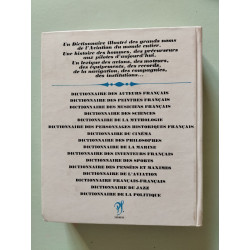 Un Dictionnaire illustré des grands noms
de l'Aviation du monde entier.
Une histoire des hommes, des précurseurs
aux pilotes d'aujourd'hui.
Un lexique des avions, des moteurs,
des équipements, des records,
de la navigation, des compagnies,
des institutions...
DICTIONNAIRE DES AUTEURS FRANÇAIS
DICTIONNAIRE DES PEINTRES FRANÇAIS
DICTIONNAIRE DES MUSICIENS FRANÇAIS
DICTIONNAIRE DES SCIENCES
DICTIONNAIRE DE LA MYTHOLOGIE
DICTIONNAIRE DES PERSONNAGES HISTORIQUES FRANÇAIS
DICTIONNAIRE DU CINÉMA
DICTIONNAIRE DES PHILOSOPHES
DICTIONNAIRE DE LA MARINE
DICTIONNAIRE DES INVENTEURS FRANÇAIS
DICTIONNAIRE DES SPORTS
DICTIONNAIRE DES PENSÉES ET MAXIMES
DICTIONNAIRE DE L'AVIATION
DICTIONNAIRE FRANÇAIS-FRANÇAIS
DICTIONNAIRE DU JAZZ
DICTIONNAIRE DE LA POLITIQUE